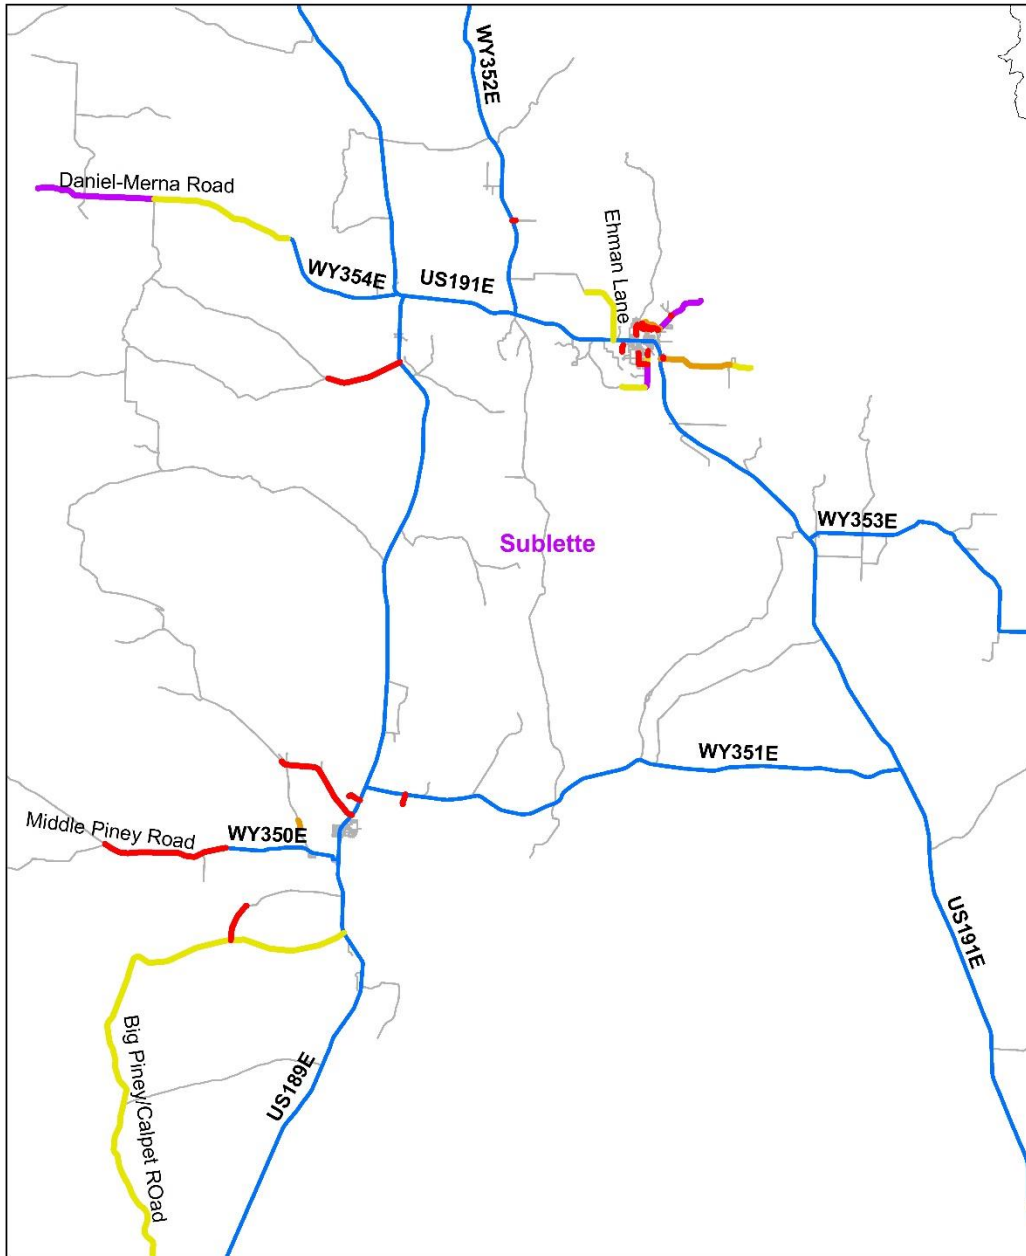 WY352E
Daniel-Merna Road
Ehman Lane
WY354E
US191E
WY353E
Sublette
WY351E
Middle Piney Road
WY350E
US191E
Big Piney/Calpet ROad
US189E